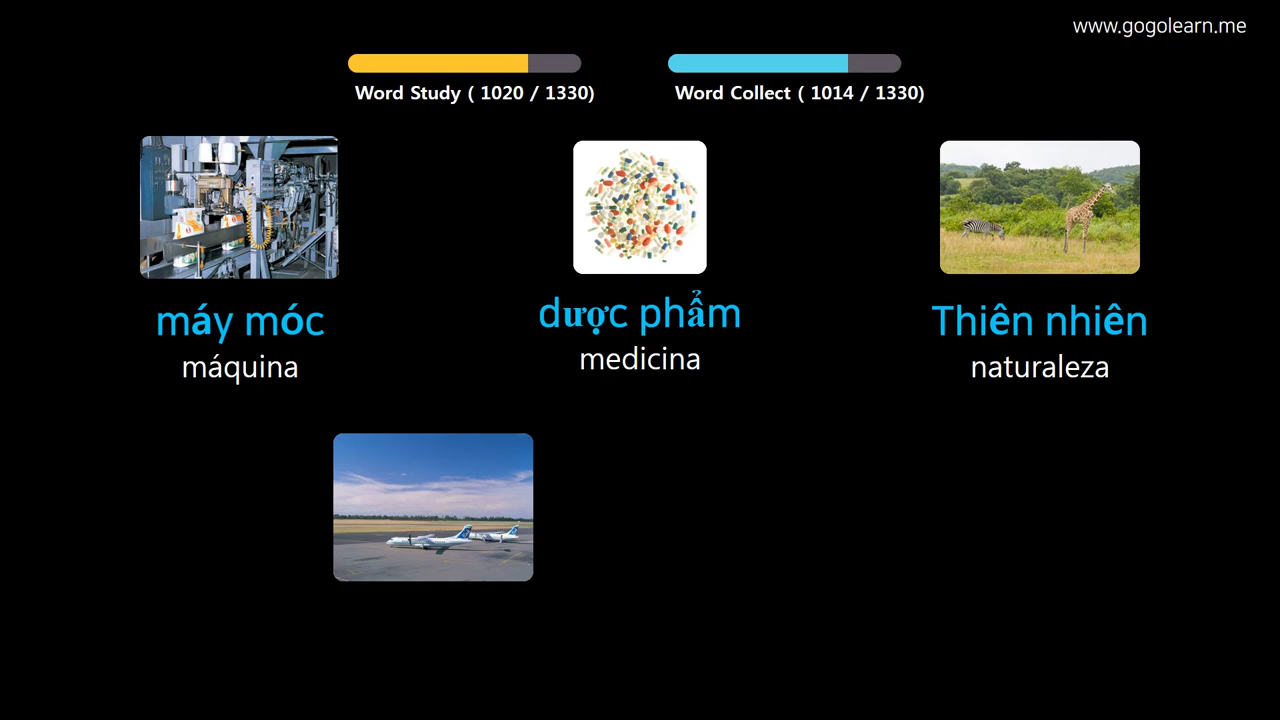 www.gogolearn.me
Word Study ( 1020 / 1330)
Word Collect ( 1014 / 1330)
máy móc
máquina
dược phẩm
medicina
Thiên nhiên
naturaleza